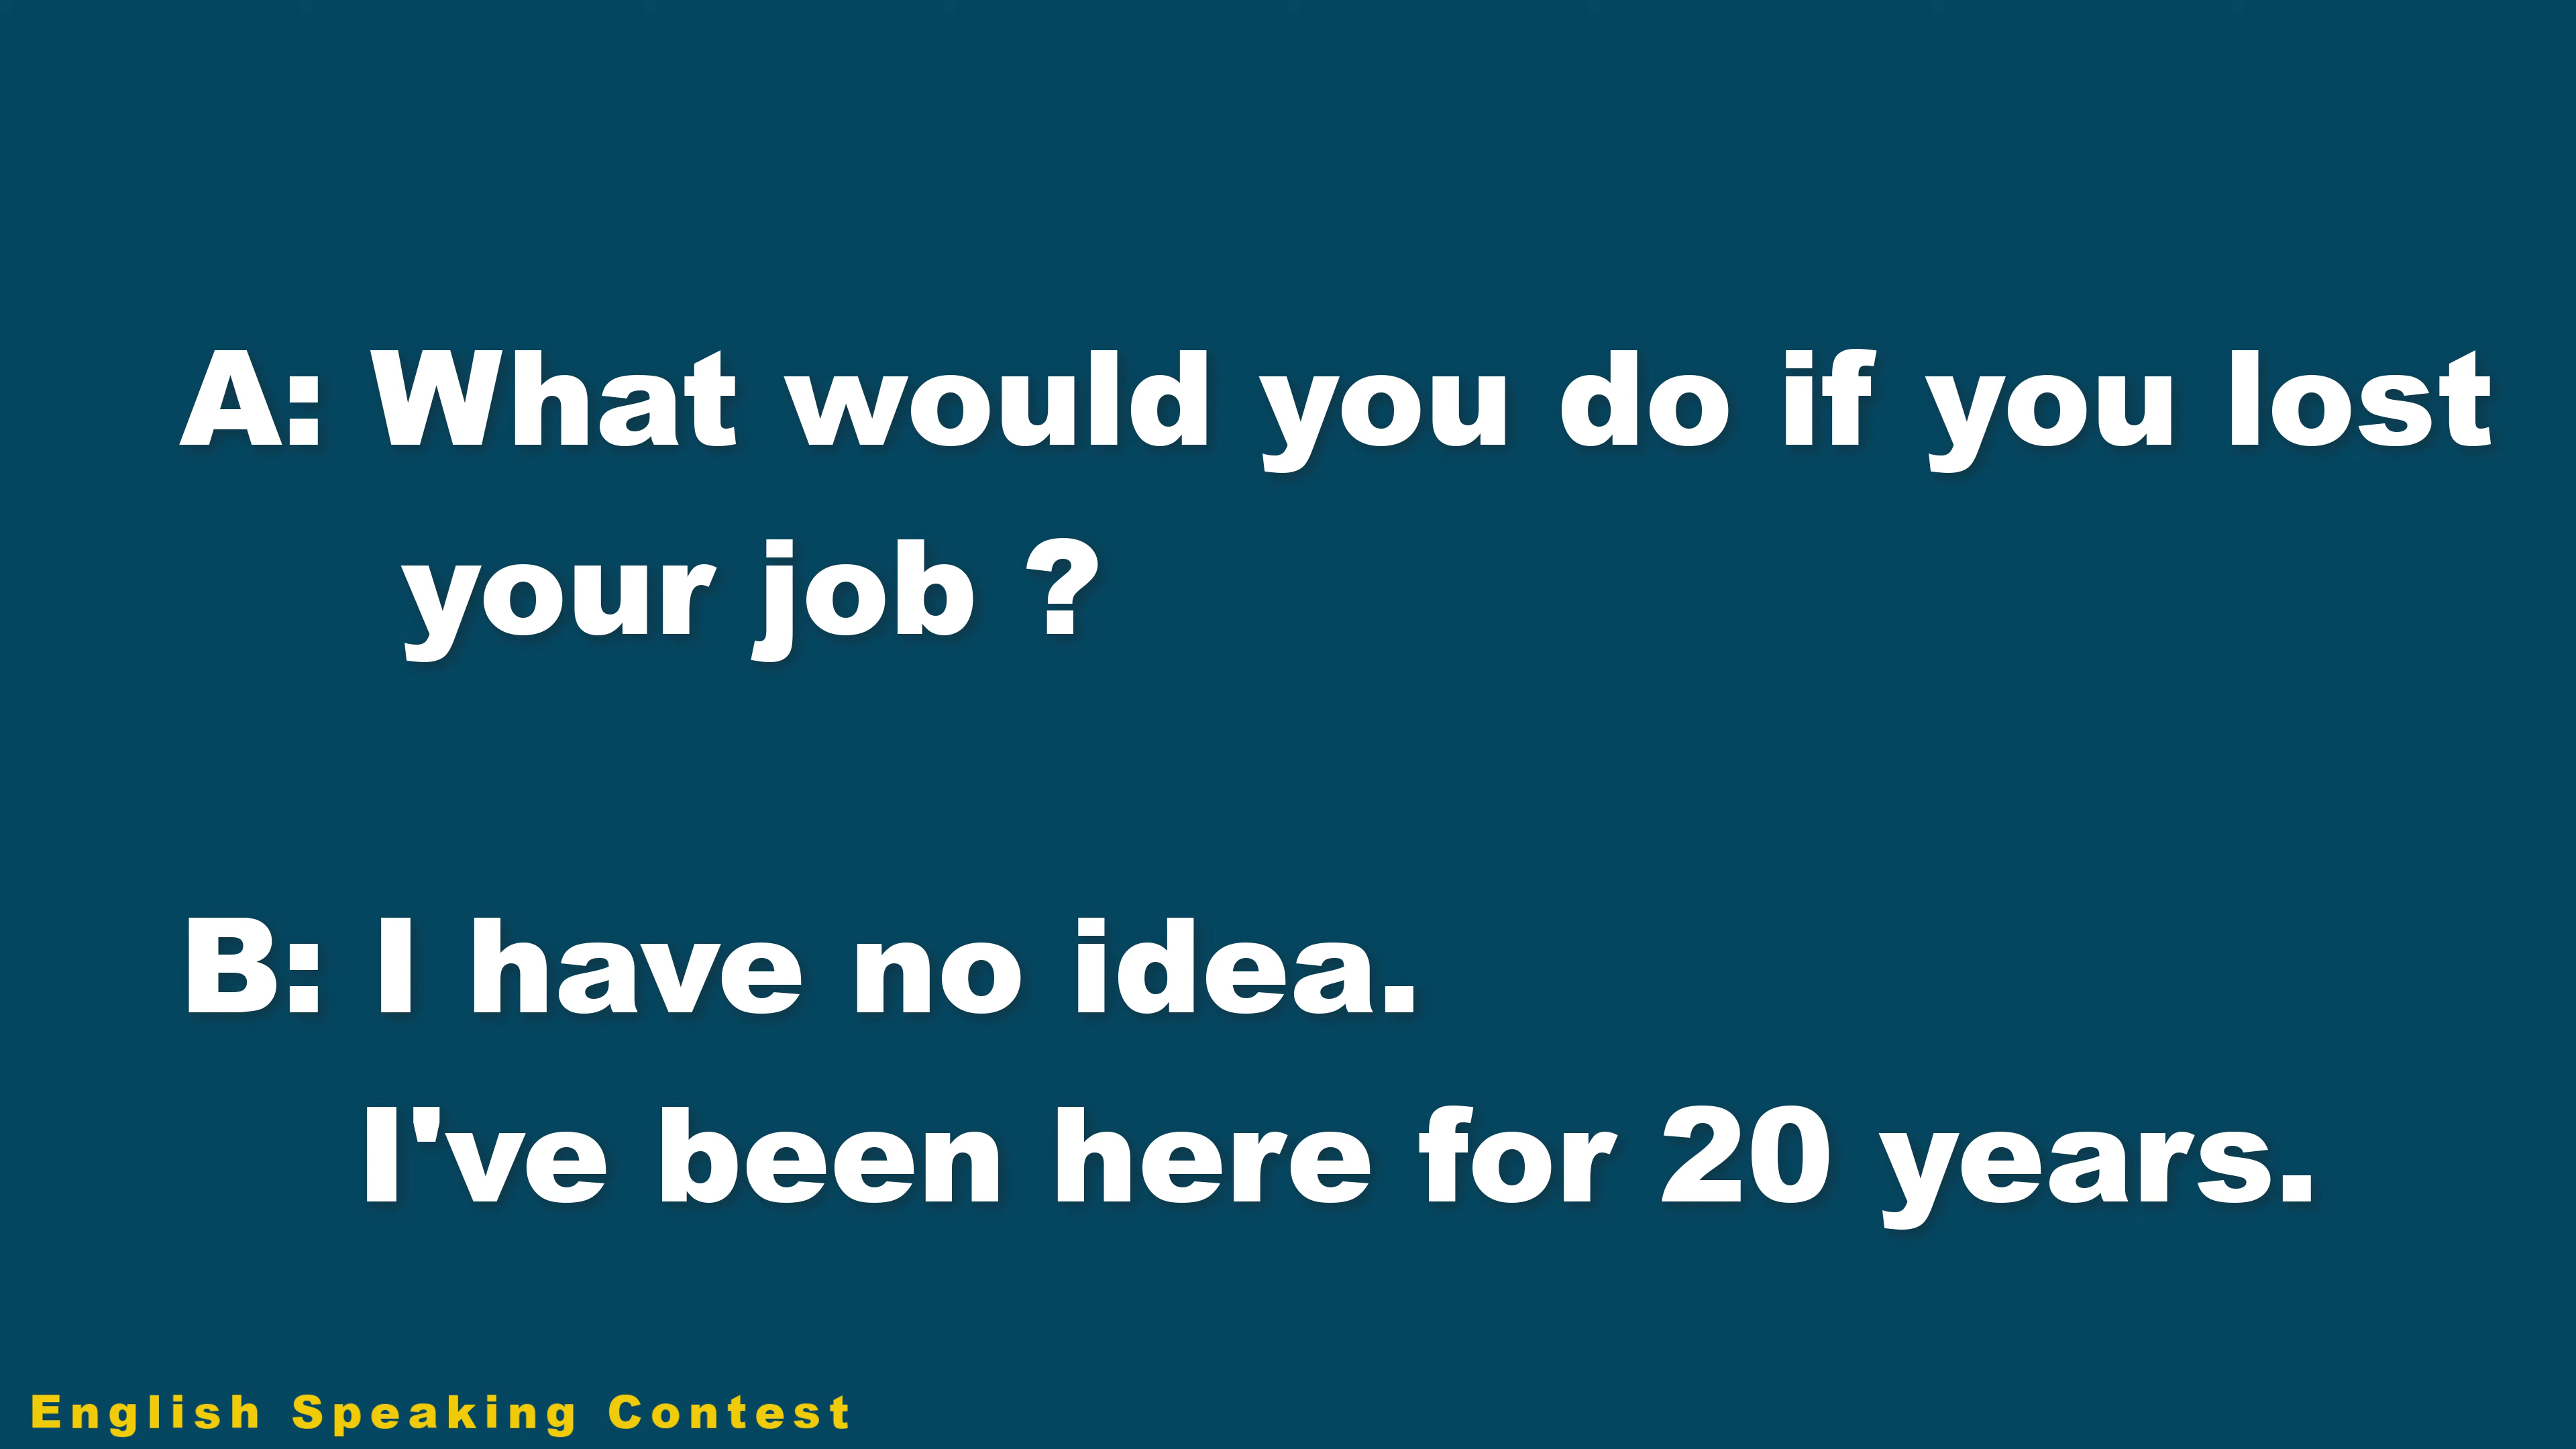 A: What would you do if you lost
your job ?
B: I have no idea.
I've been here for 20 years.
English Speaking Contest